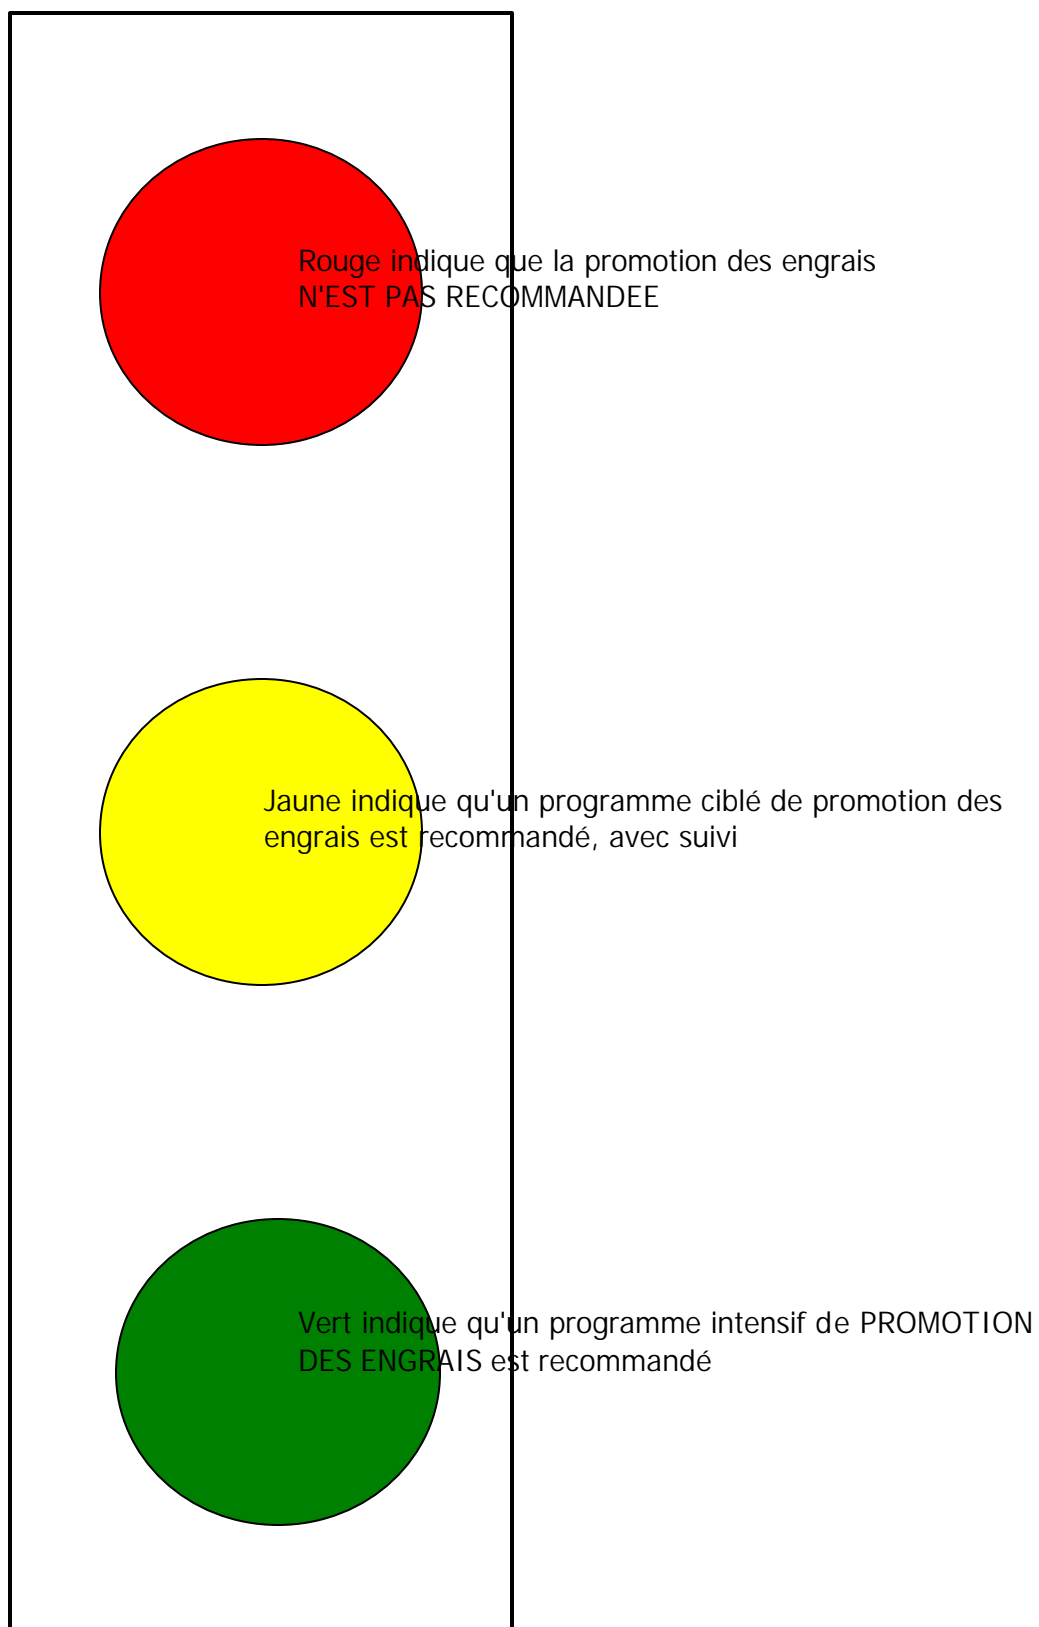 Rouge indique que la promotion des engrais
N'EST PAS RECOMMANDEE
Jaune indique qu'un programme ciblé de promotion des
engrais est recommandé, avec suivi
Vert indique qu'un programme intensif de PROMOTION
DES ENGRAIS est recommandé